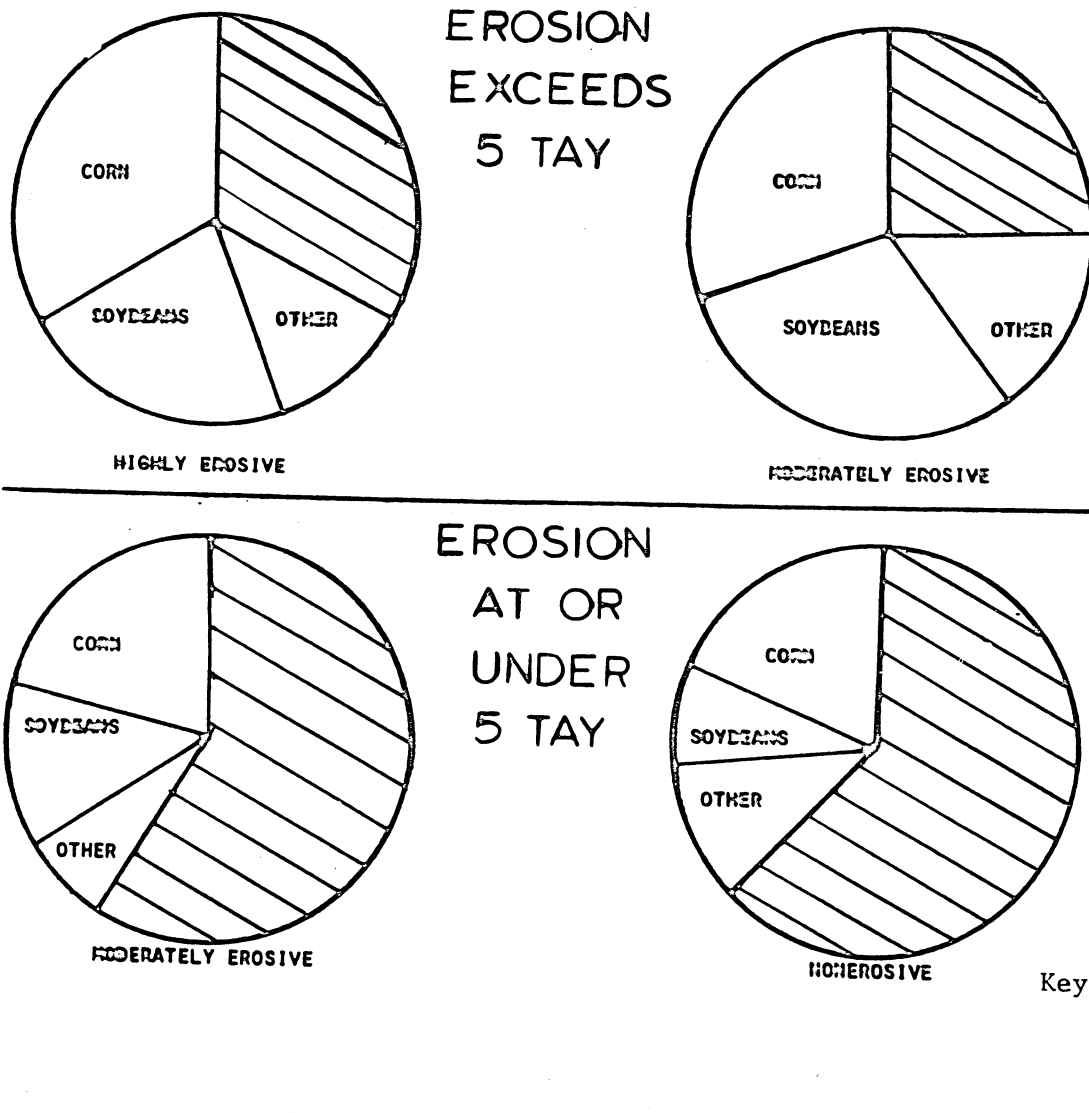 EROSION
EXCEEDS
5 TAY
CORN
SOYBEANS
OTHER
HIGHLY EROSIVE
CORN
SOYBEANS
OTHER
MODERATELY EROSIVE
EROSION
AT OR
UNDER
5 TAY
CORN
SOYBEANS
OTHER
MODERATELY EROSIVE
CORN
SOYBEANS
OTHER
NONEROSIVE
Key